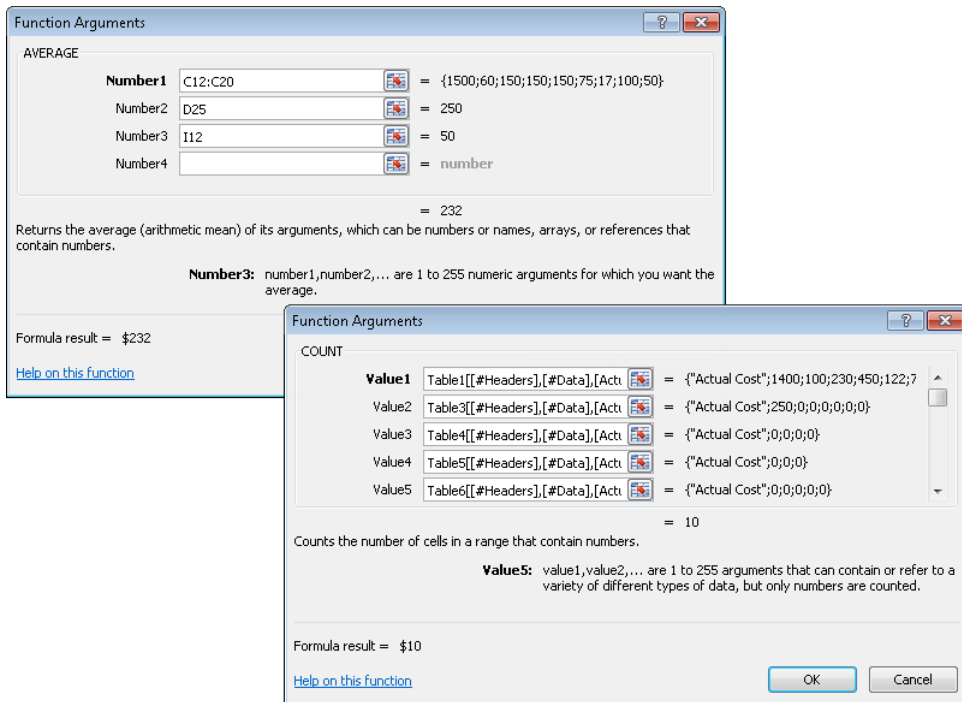 Function Arguments
AVERAGE
Number1 C12:C20 = {1500;60;150;150;150;75;17;100;50}
Number2 D25 = 250
Number3 I12 = 50
Number4 = number
= 232
Returns the average (arithmetic mean) of its arguments, which can be numbers or names, arrays, or references that
contain numbers.
Number3: number1,number2,... are 1 to 255 numeric arguments for which you want the
average.
Formula result = $232
Help on this function
Function Arguments
COUNT
Value1 Table1[[#Headers],[#Data],[Actu = {"Actual Cost";1400;100;230;450;122;7
Value2 Table3[[#Headers],[#Data],[Actu = {"Actual Cost";250;0;0;0;0;0;0}
Value3 Table4[[#Headers],[#Data],[Actu = {"Actual Cost";0;0;0;0}
Value4 Table5[[#Headers],[#Data],[Actu = {"Actual Cost";0;0;0}
Value5 Table6[[#Headers],[#Data],[Actu = {"Actual Cost";0;0;0;0;0}
= 10
Counts the number of cells in a range that contain numbers.
Value5: value1,value2,... are 1 to 255 arguments that can contain or refer to a
variety of different types of data, but only numbers are counted.
Formula result = $10
Help on this function
OK Cancel